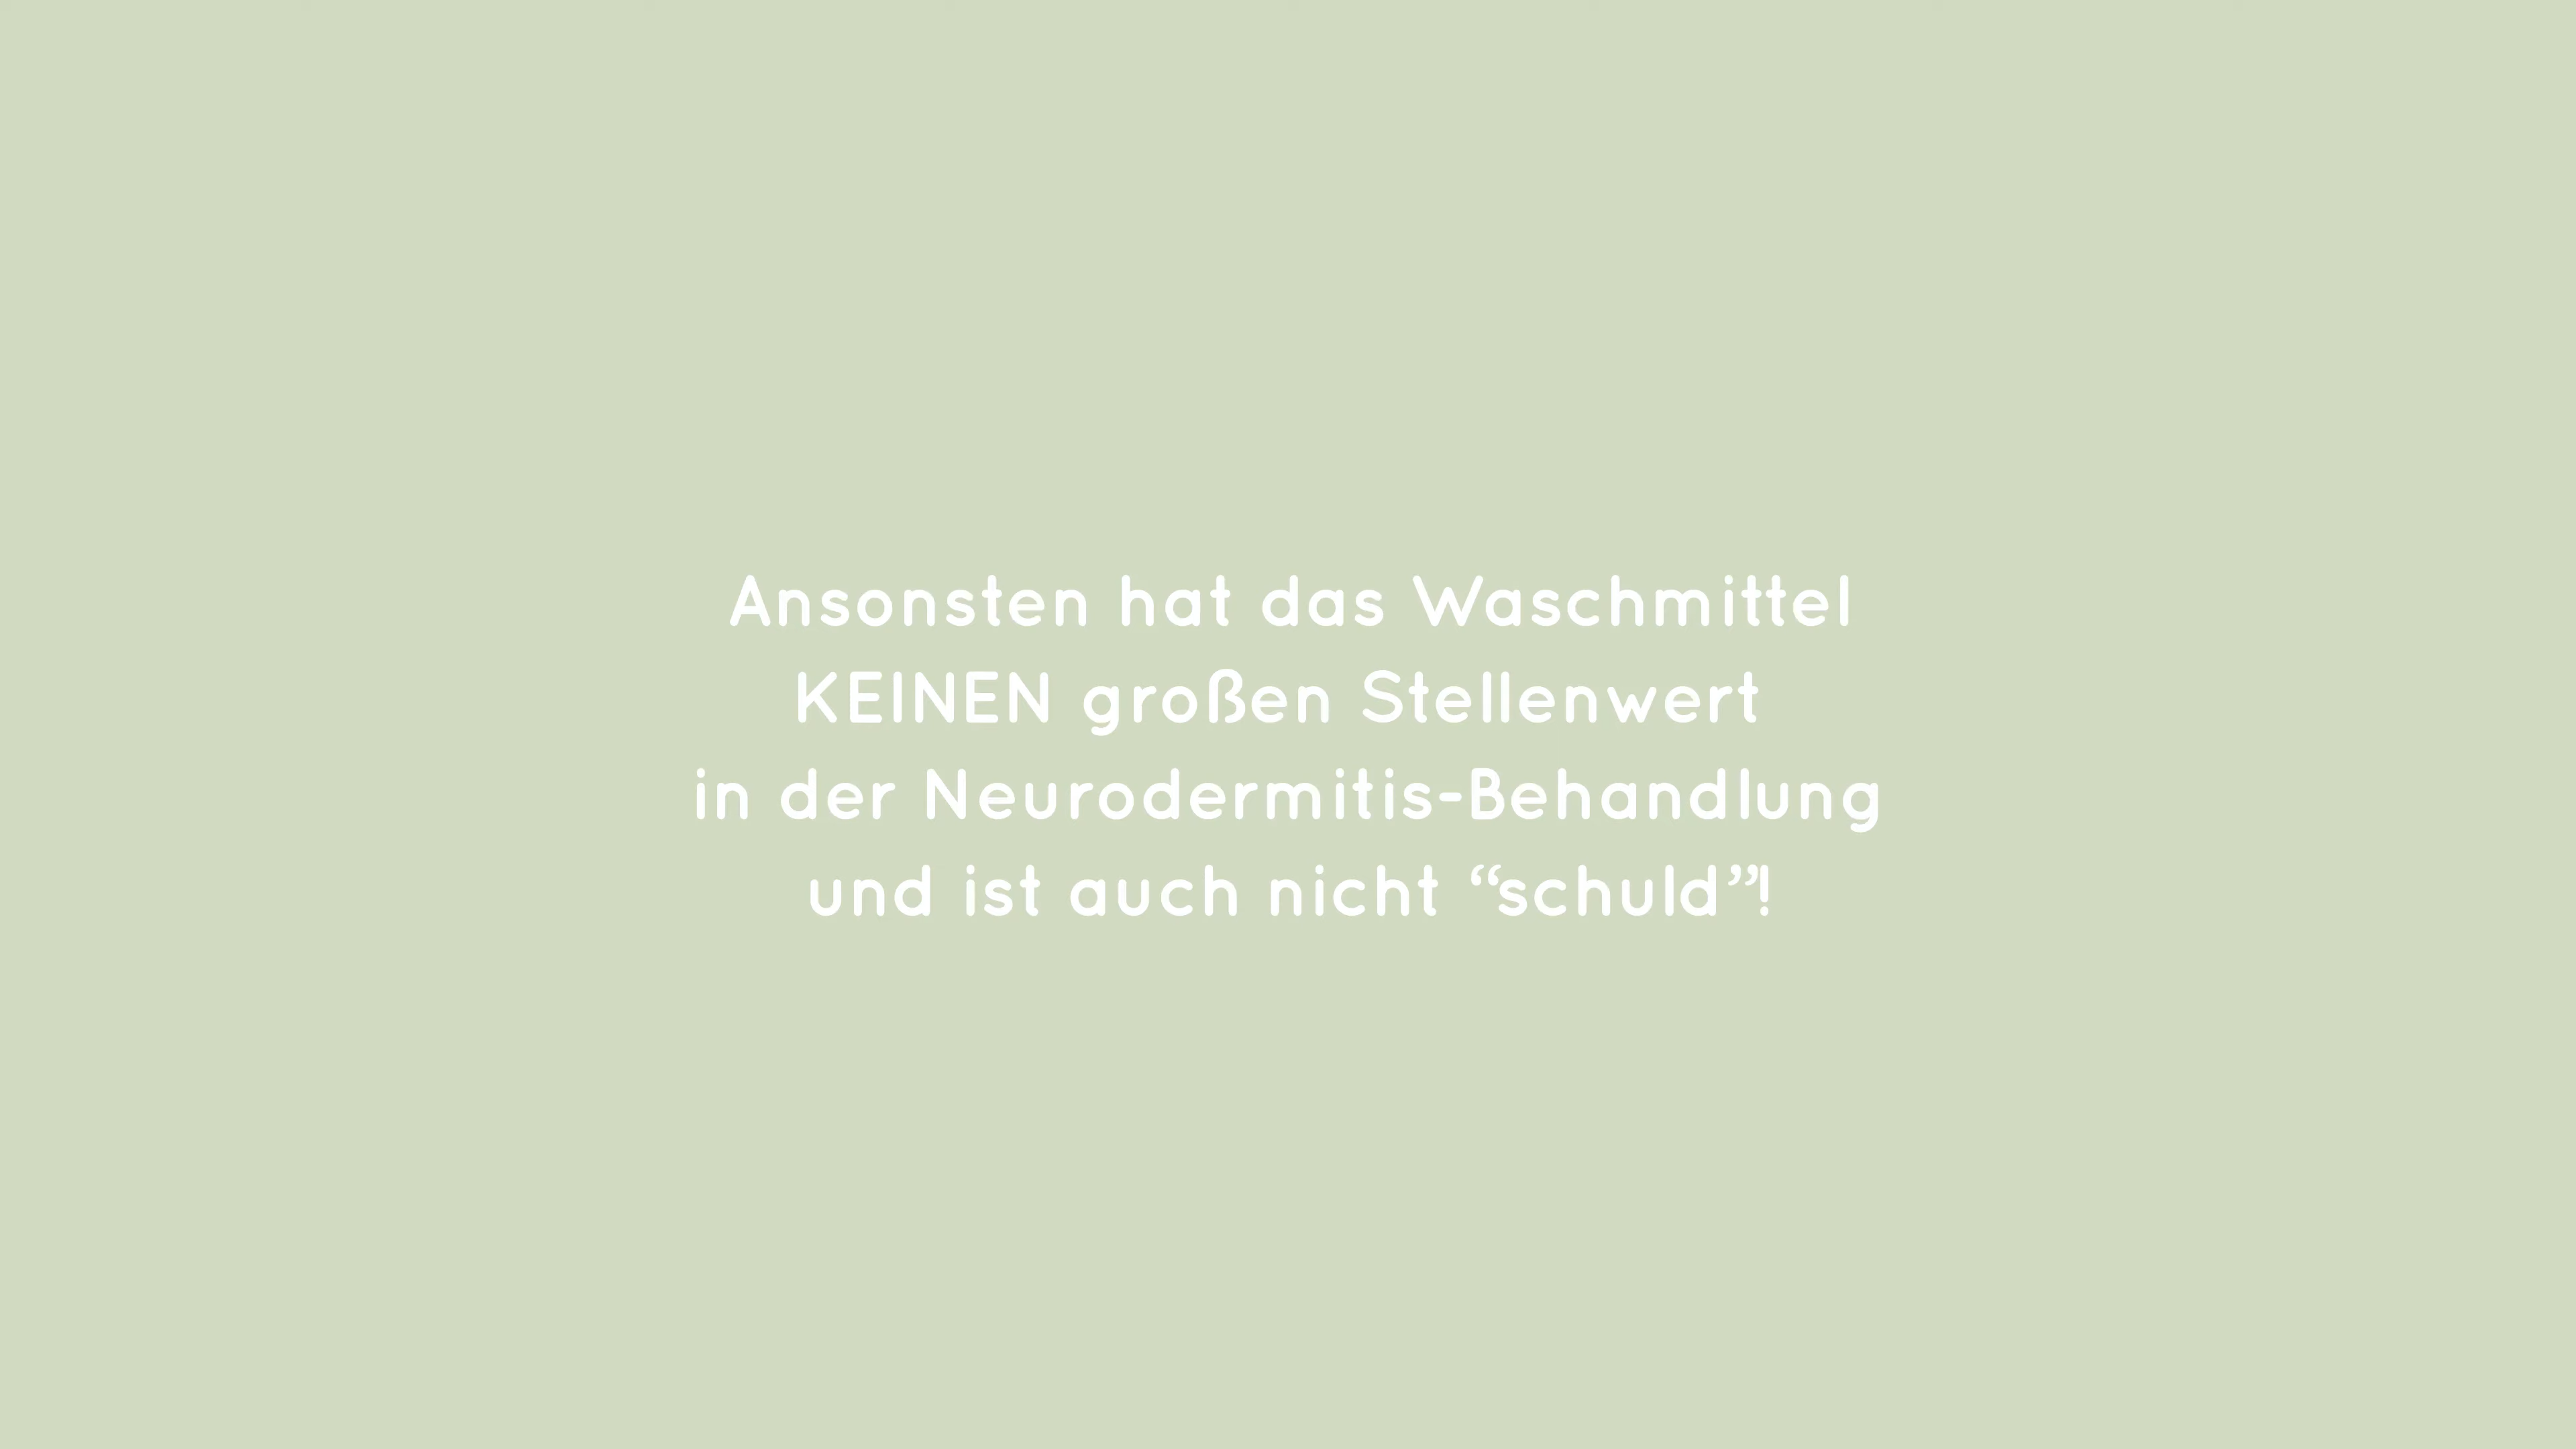 Ansonsten hat das Waschmittel
KEINEN großen Stellenwert
in der Neurodermitis-Behandlung
und ist auch nicht “schuld”!